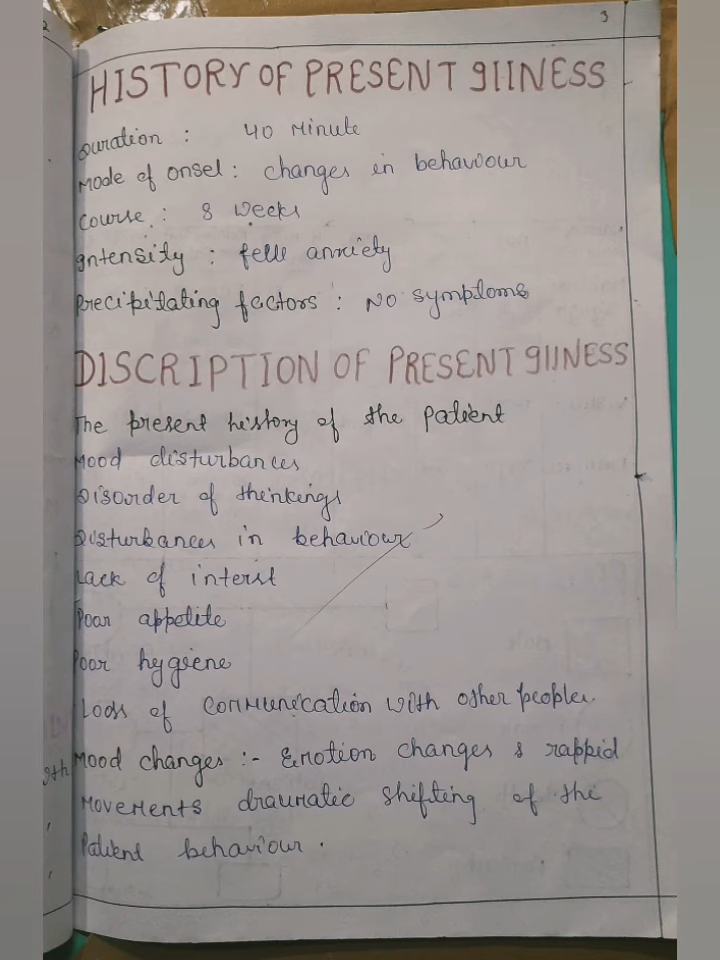 3
HISTORY OF PRESENT ILLNESS
Duration : 40 Minute
Mode of onsel : changes in behaviour
Course : 8 weeks
Intensity : felle anxiety
Precipitating factors : No symptoms
DISCRIPTION OF PRESENT ILLNESS
The present history of the patient
Mood disturbances
Disorder of thinkings
Disturbances in behaviour
Lack of interst
Poar appetite
Poor hygiene
Loss of communication with other people
Mood changes :- Emotion changes & rappid
Movements draumatic shifting of the
Patient behaviour .